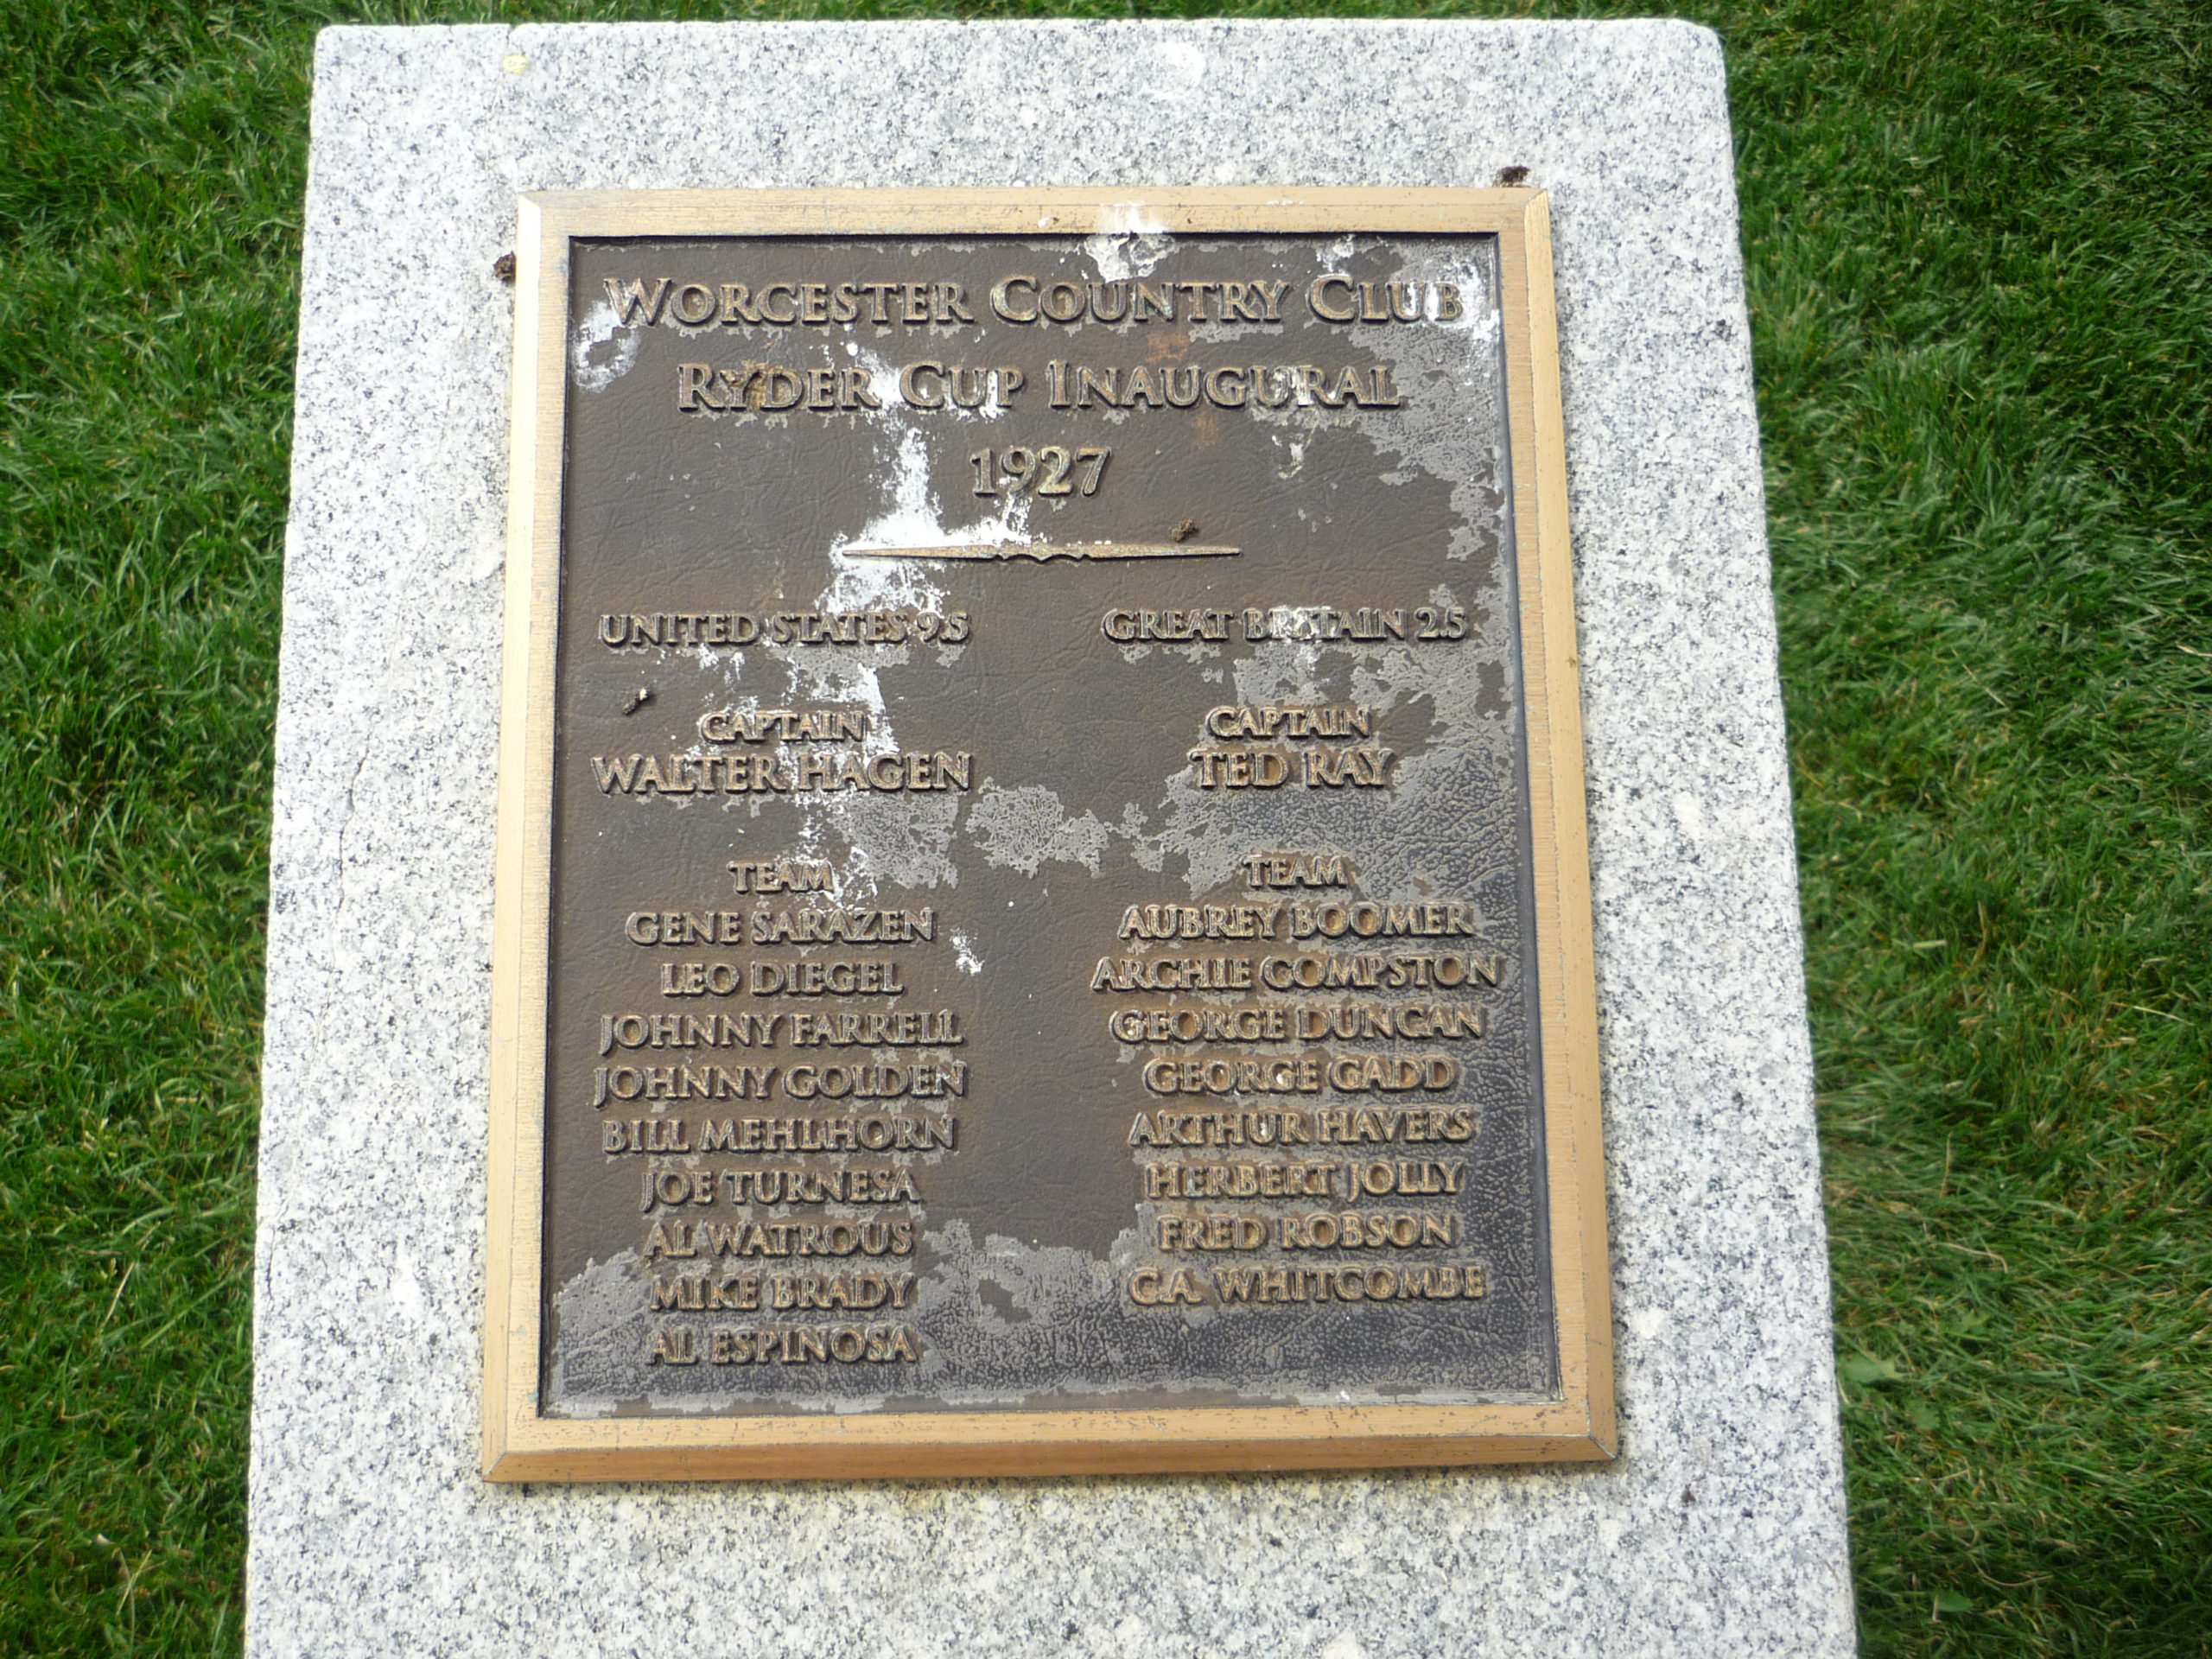 WORCESTER COUNTRY CLUB
RYDER CUP INAUGURAL
1927
UNITED STATES 9.5
CAPTAIN
WALTER HAGEN
TEAM
GENE SARAZEN
LEO DIEGEL
JOHNNY FARRELL
JOHNNY GOLDEN
BILL MEHLHORN
JOE TURNESA
AL WATROUS
MIKE BRADY
AL ESPINOSA
GREAT BRITAIN 2.5
CAPTAIN
TED RAY
TEAM
AUBREY BOOMER
ARCHIE COMPSTON
GEORGE DUNCAN
GEORGE GADD
ARTHUR HAVERS
HERBERT JOLLY
FRED ROBSON
C.A. WHITCOMBE